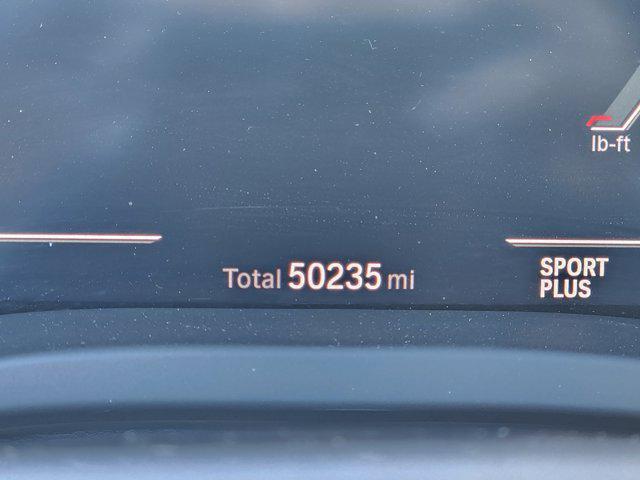 lb-ft
Total 50235 mi
SPORT
PLUS